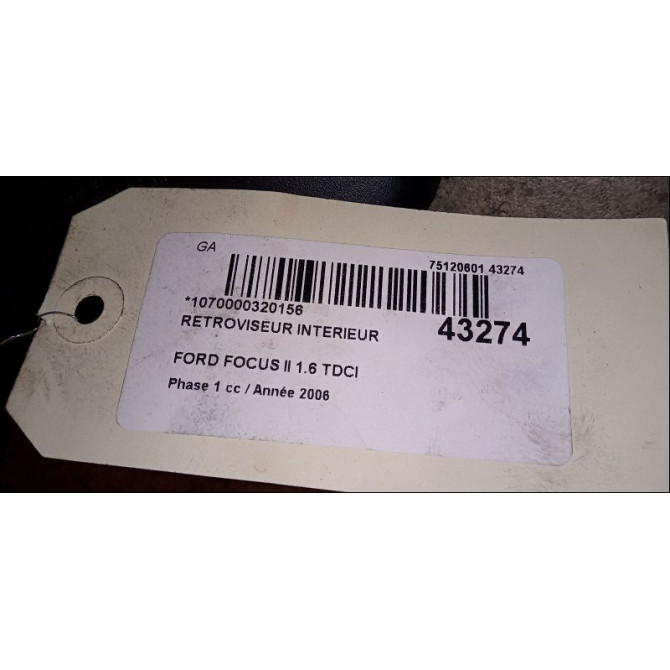 GA
75120601 43274
*1070000320156
43274
RETROVISEUR INTERIEUR
FORD FOCUS II 1.6 TDCI
Phase 1 cc / Année 2006